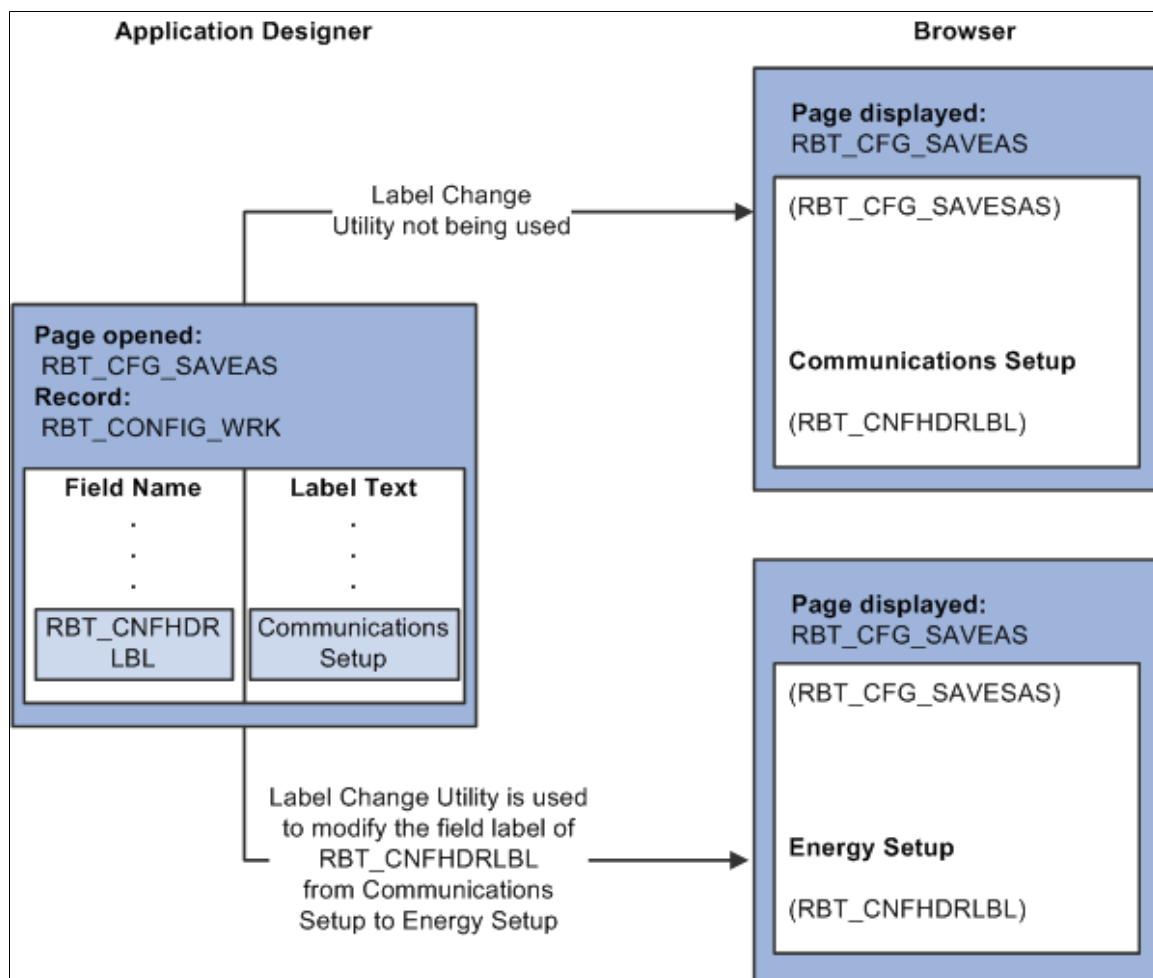 Application Designer
Browser
Page displayed:
RBT_CFG_SAVEAS
(RBT_CFG_SAVESAS)
Communications Setup
(RBT_CNFHDRLBL)
Label Change
Utility not being used
Page opened:
RBT_CFG_SAVEAS
Record:
RBT_CONFIG_WRK
Field Name
Label Text
.
.
.
.
.
.
RBT_CNFHDR
LBL
Communications
Setup
Label Change Utility is used
to modify the field label of
RBT_CNFHDRLBL
from Communications
Setup to Energy Setup
Page displayed:
RBT_CFG_SAVEAS
(RBT_CFG_SAVESAS)
Energy Setup
(RBT_CNFHDRLBL)